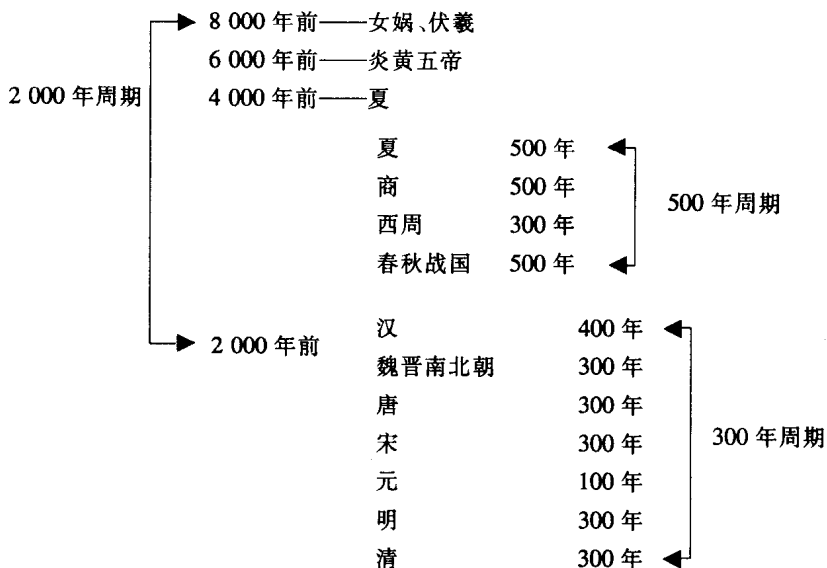 8 000 年前——女娲、伏羲
6 000 年前——炎黄五帝
2 000 年周期
4 000 年前——夏
夏 500 年
商 500 年
500 年周期
西周 300 年
春秋战国 500 年
2 000 年前
汉 400 年
魏晋南北朝 300 年
唐 300 年
宋 300 年
300 年周期
元 100 年
明 300 年
清 300 年